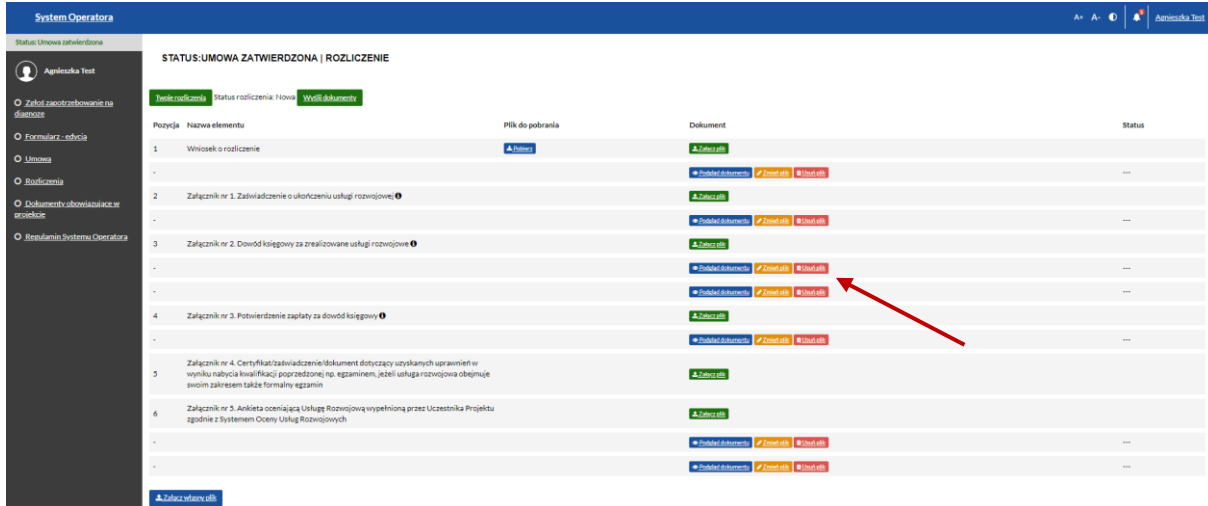 System Operatora
A+ A- Agnieszka Test
Status: Umowa zatwierdzona
STATUS:UMOWA ZATWIERDZONA | ROZLICZENIE
Agnieszka Test
Zgłoś zapotrzebowanie na
diagnozę
Formularz - edycja
Umowa
Rozliczenia
Dokumenty obowiązujące w
projekcie
Regulamin Systemu Operatora
Twoje rozliczenia Status rozliczenia: Nowa Wyślij dokumenty
Pozycja Nazwa elementu Plik do pobrania Dokument Status
1 Wniosek o rozliczenie Pobierz Załącz plik
- Podgląd dokumentu Zmień plik Usuń plik ---
2 Załącznik nr 1. Zaświadczenie o ukończeniu usługi rozwojowej Załącz plik
- Podgląd dokumentu Zmień plik Usuń plik ---
3 Załącznik nr 2. Dowód księgowy za zrealizowane usługi rozwojowe Załącz plik
- Podgląd dokumentu Zmień plik Usuń plik ---
- Podgląd dokumentu Zmień plik Usuń plik ---
4 Załącznik nr 3. Potwierdzenie zapłaty za dowód księgowy Załącz plik
- Podgląd dokumentu Zmień plik Usuń plik ---
Załącznik nr 4. Certyfikat/zaświadczenie/dokument dotyczący uzyskanych uprawnień w
5 wyniku nabycia kwalifikacji poprzedzonej np. egzaminem, jeżeli usługa rozwojowa obejmuje Załącz plik
swoim zakresem także formalny egzamin
6 Załącznik nr 5. Ankieta oceniającą Usługę Rozwojową wypełnioną przez Uczestnika Projektu Załącz plik
zgodnie z Systemem Oceny Usług Rozwojowych
- Podgląd dokumentu Zmień plik Usuń plik ---
- Podgląd dokumentu Zmień plik Usuń plik ---
Załącz własny plik